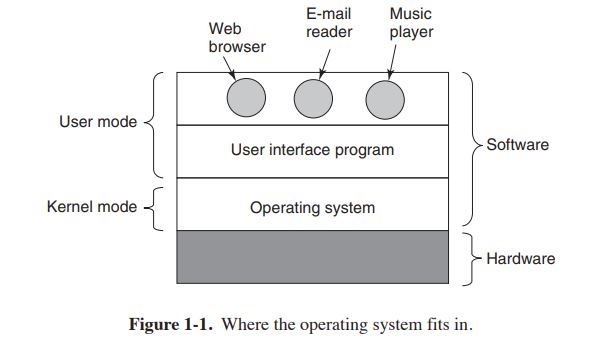 Web
browser
E-mail
reader
Music
player
User mode
User interface program
Software
Kernel mode
Operating system
Hardware
Figure 1-1. Where the operating system fits in.